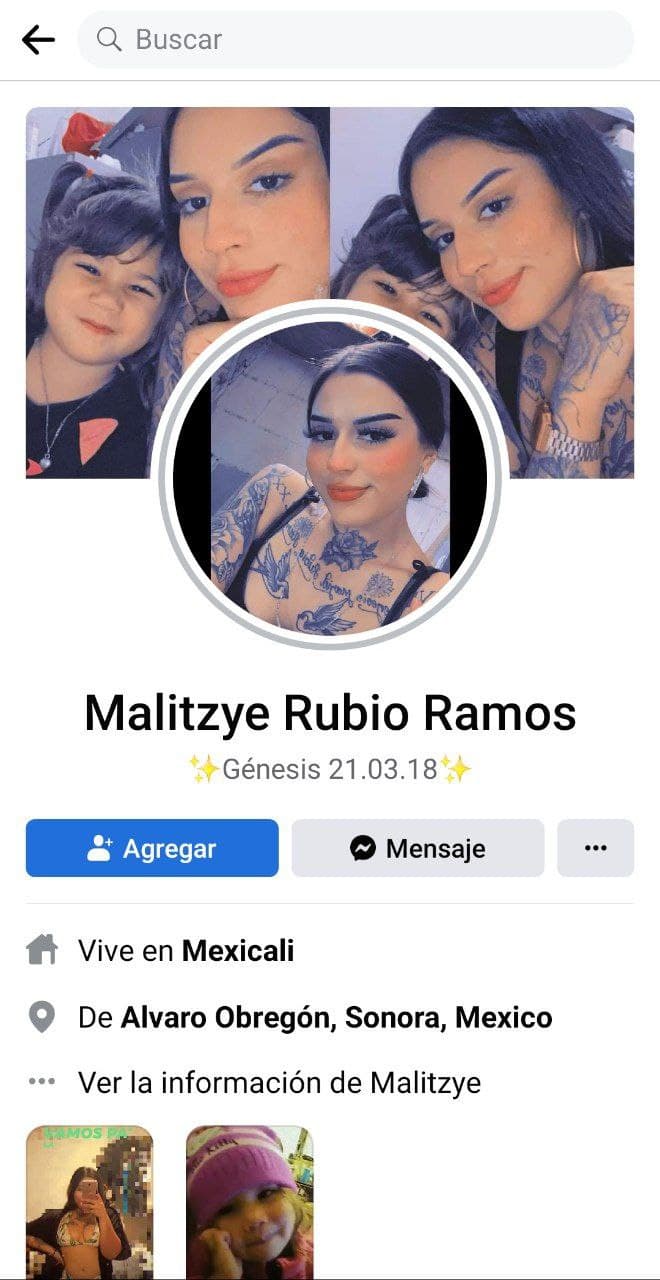 Buscar
Malitzye Rubio Ramos
✨Génesis 21.03.18✨
Agregar
Mensaje
Vive en Mexicali
De Alvaro Obregón, Sonora, Mexico
Ver la información de Malitzye